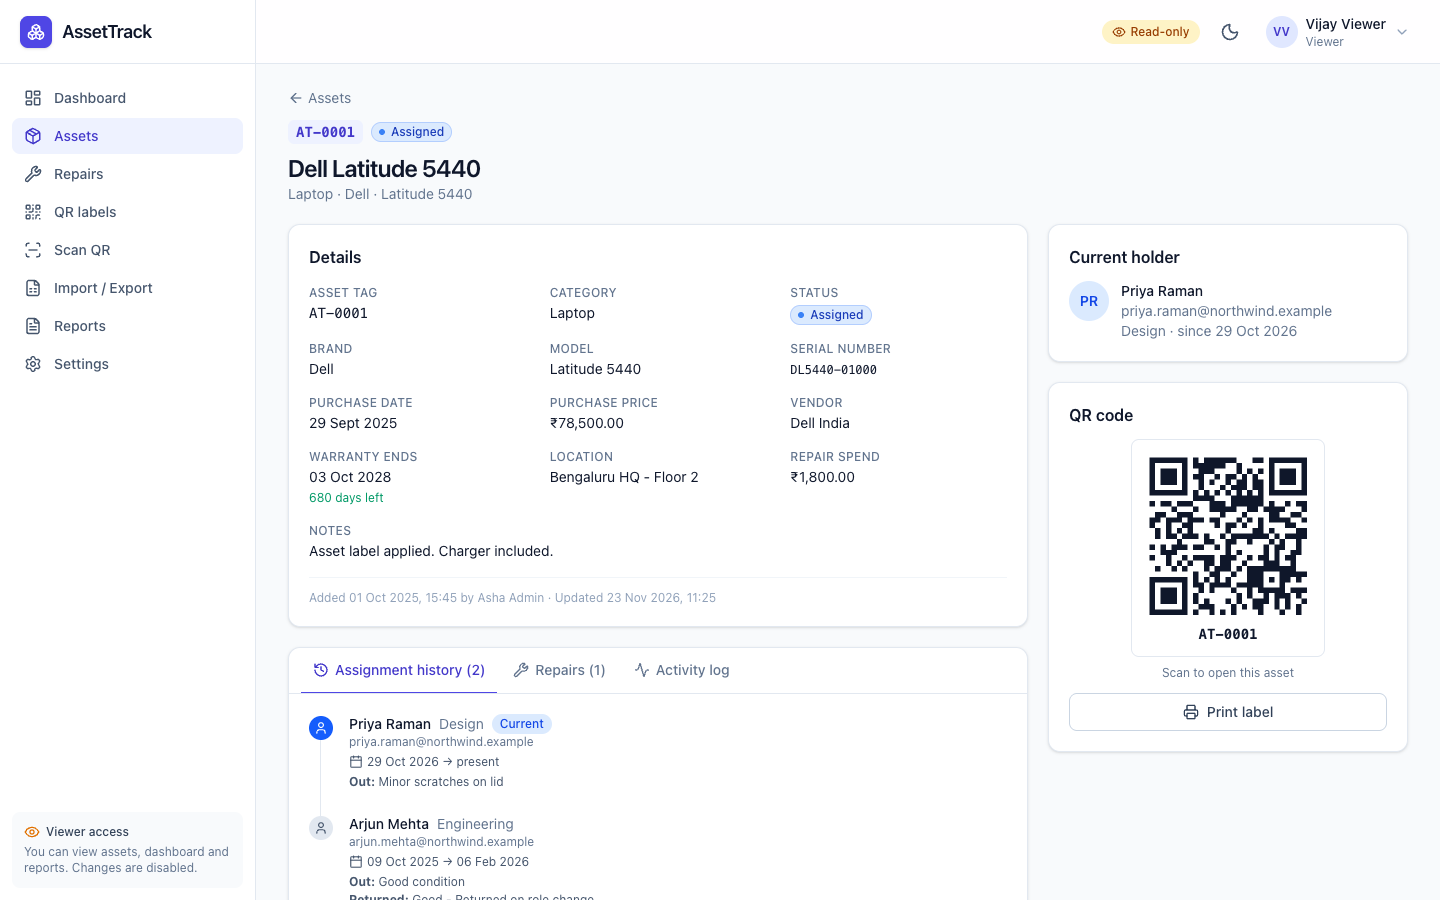 AssetTrack
Read-only
VV
Vijay Viewer
Viewer
Dashboard
Assets
Repairs
QR labels
Scan QR
Import / Export
Reports
Settings
Viewer access
You can view assets, dashboard and
reports. Changes are disabled.
← Assets
AT-0001
Assigned
Dell Latitude 5440
Laptop · Dell · Latitude 5440
Details
ASSET TAG
AT-0001
CATEGORY
Laptop
STATUS
Assigned
BRAND
Dell
MODEL
Latitude 5440
SERIAL NUMBER
DL5440-01000
PURCHASE DATE
29 Sept 2025
PURCHASE PRICE
₹78,500.00
VENDOR
Dell India
WARRANTY ENDS
03 Oct 2028
680 days left
LOCATION
Bengaluru HQ - Floor 2
REPAIR SPEND
₹1,800.00
NOTES
Asset label applied. Charger included.
Added 01 Oct 2025, 15:45 by Asha Admin · Updated 23 Nov 2026, 11:25
Assignment history (2)
Repairs (1)
Activity log
Priya Raman Design Current
priya.raman@northwind.example
29 Oct 2026 → present
Out: Minor scratches on lid
Arjun Mehta Engineering
arjun.mehta@northwind.example
09 Oct 2025 → 06 Feb 2026
Out: Good condition
Returned: Good - Returned on role change
Current holder
PR
Priya Raman
priya.raman@northwind.example
Design · since 29 Oct 2026
QR code
AT-0001
Scan to open this asset
Print label